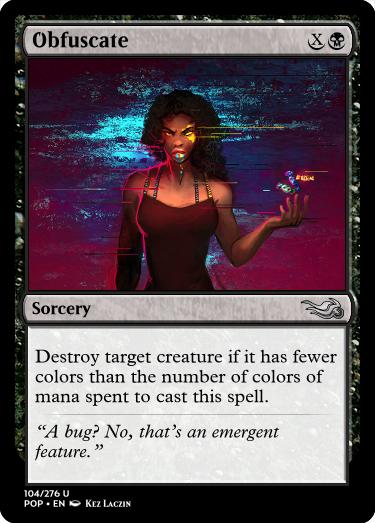 Obfuscate X B
Sorcery
Destroy target creature if it has fewer
colors than the number of colors of
mana spent to cast this spell.
“A bug? No, that’s an emergent
feature.”
104/276 U
POP • EN Kez Laczin